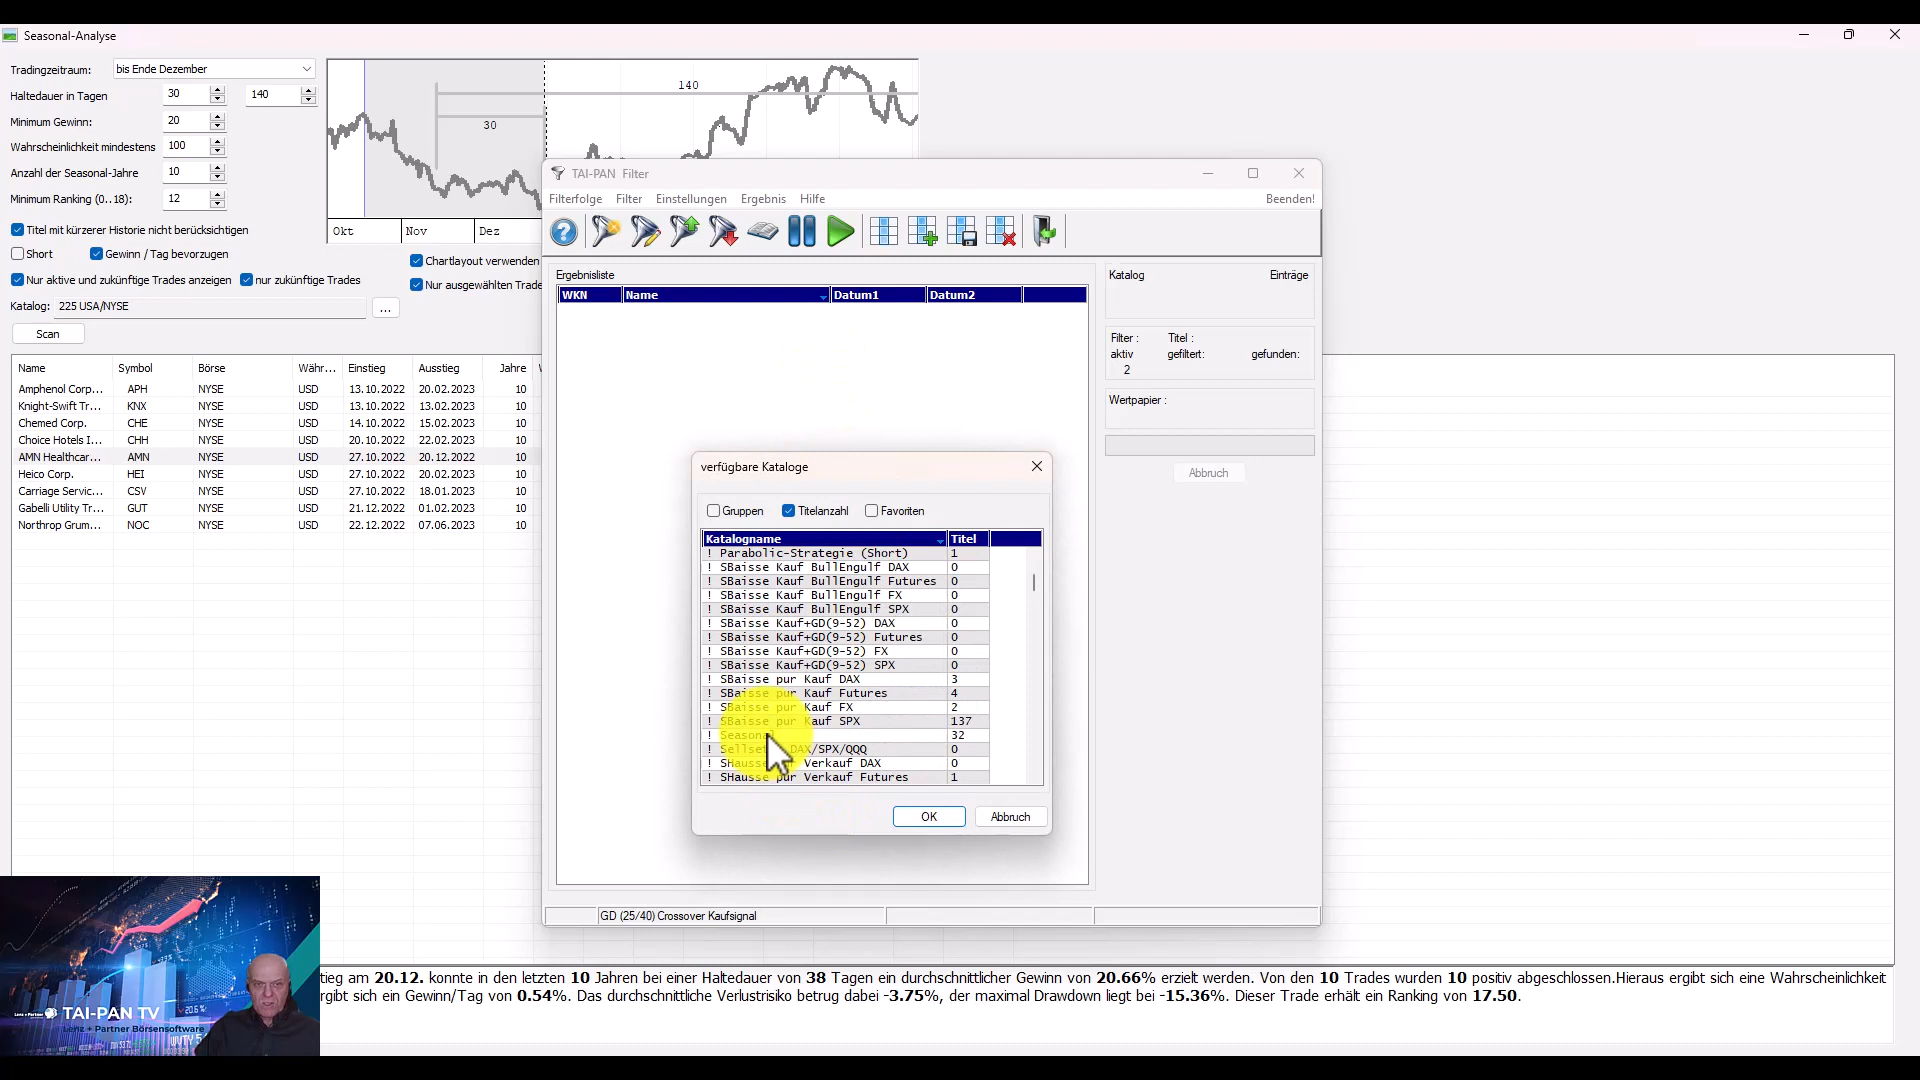 Seasonal-Analyse
Tradingzeitraum: bis Ende Dezember
Haltedauer in Tagen 30 140
Minimum Gewinn: 20
Wahrscheinlichkeit mindestens 100
Anzahl der Seasonal-Jahre 10
Minimum Ranking (0..18): 12
Titel mit kürzerer Historie nicht berücksichtigen
Short Gewinn / Tag bevorzugen
Nur aktive und zukünftige Trades anzeigen nur zukünftige Trades
Katalog: 225 USA/NYSE ...
Scan
140
30
Okt Nov Dez
Chartlayout verwenden
Nur ausgewählten Trade
Name Symbol Börse Währ... Einstieg Ausstieg Jahre
Amphenol Corp... APH NYSE USD 13.10.2022 20.02.2023 10
Knight-Swift Tr... KNX NYSE USD 13.10.2022 13.02.2023 10
Chemed Corp. CHE NYSE USD 14.10.2022 15.02.2023 10
Choice Hotels I... CHH NYSE USD 20.10.2022 22.02.2023 10
AMN Healthcar... AMN NYSE USD 27.10.2022 20.12.2022 10
Heico Corp. HEI NYSE USD 27.10.2022 20.02.2023 10
Carriage Servic... CSV NYSE USD 27.10.2022 18.01.2023 10
Gabelli Utility Tr... GUT NYSE USD 21.12.2022 01.02.2023 10
Northrop Grum... NOC NYSE USD 22.12.2022 07.06.2023 10
TAI-PAN Filter
Filterfolge Filter Einstellungen Ergebnis Hilfe Beenden!
Ergebnisliste
WKN Name Datum1 Datum2
Katalog Einträge
Filter : Titel :
aktiv gefiltert: gefunden:
2
Wertpapier :
Abbruch
verfügbare Kataloge
Gruppen Titelanzahl Favoriten
Katalogname Titel
! Parabolic-Strategie (Short) 1
! SBaisse Kauf BullEngulf DAX 0
! SBaisse Kauf BullEngulf Futures 0
! SBaisse Kauf BullEngulf FX 0
! SBaisse Kauf BullEngulf SPX 0
! SBaisse Kauf+GD(9-52) DAX 0
! SBaisse Kauf+GD(9-52) Futures 0
! SBaisse Kauf+GD(9-52) FX 0
! SBaisse Kauf+GD(9-52) SPX 0
! SBaisse pur Kauf DAX 3
! SBaisse pur Kauf Futures 4
! SBaisse pur Kauf FX 2
! SBaisse pur Kauf SPX 137
! Seasonal 32
! DAX/SPX/QQQ 0
! SHausse pur Verkauf DAX 0
! SHausse pur Verkauf Futures 1
OK Abbruch
GD (25/40) Crossover Kaufsignal
tieg am 20.12. konnte in den letzten 10 Jahren bei einer Haltedauer von 38 Tagen ein durchschnittlicher Gewinn von 20.66% erzielt werden. Von den 10 Trades wurden 10 positiv abgeschlossen.Hieraus ergibt sich eine Wahrscheinlichkeit
rgibt sich ein Gewinn/Tag von 0.54%. Das durchschnittliche Verlustrisiko betrug dabei -3.75%, der maximal Drawdown liegt bei -15.36%. Dieser Trade erhält ein Ranking von 17.50.
Lenz + Partner TAI-PAN TV
Lenz + Partner Börsensoftware